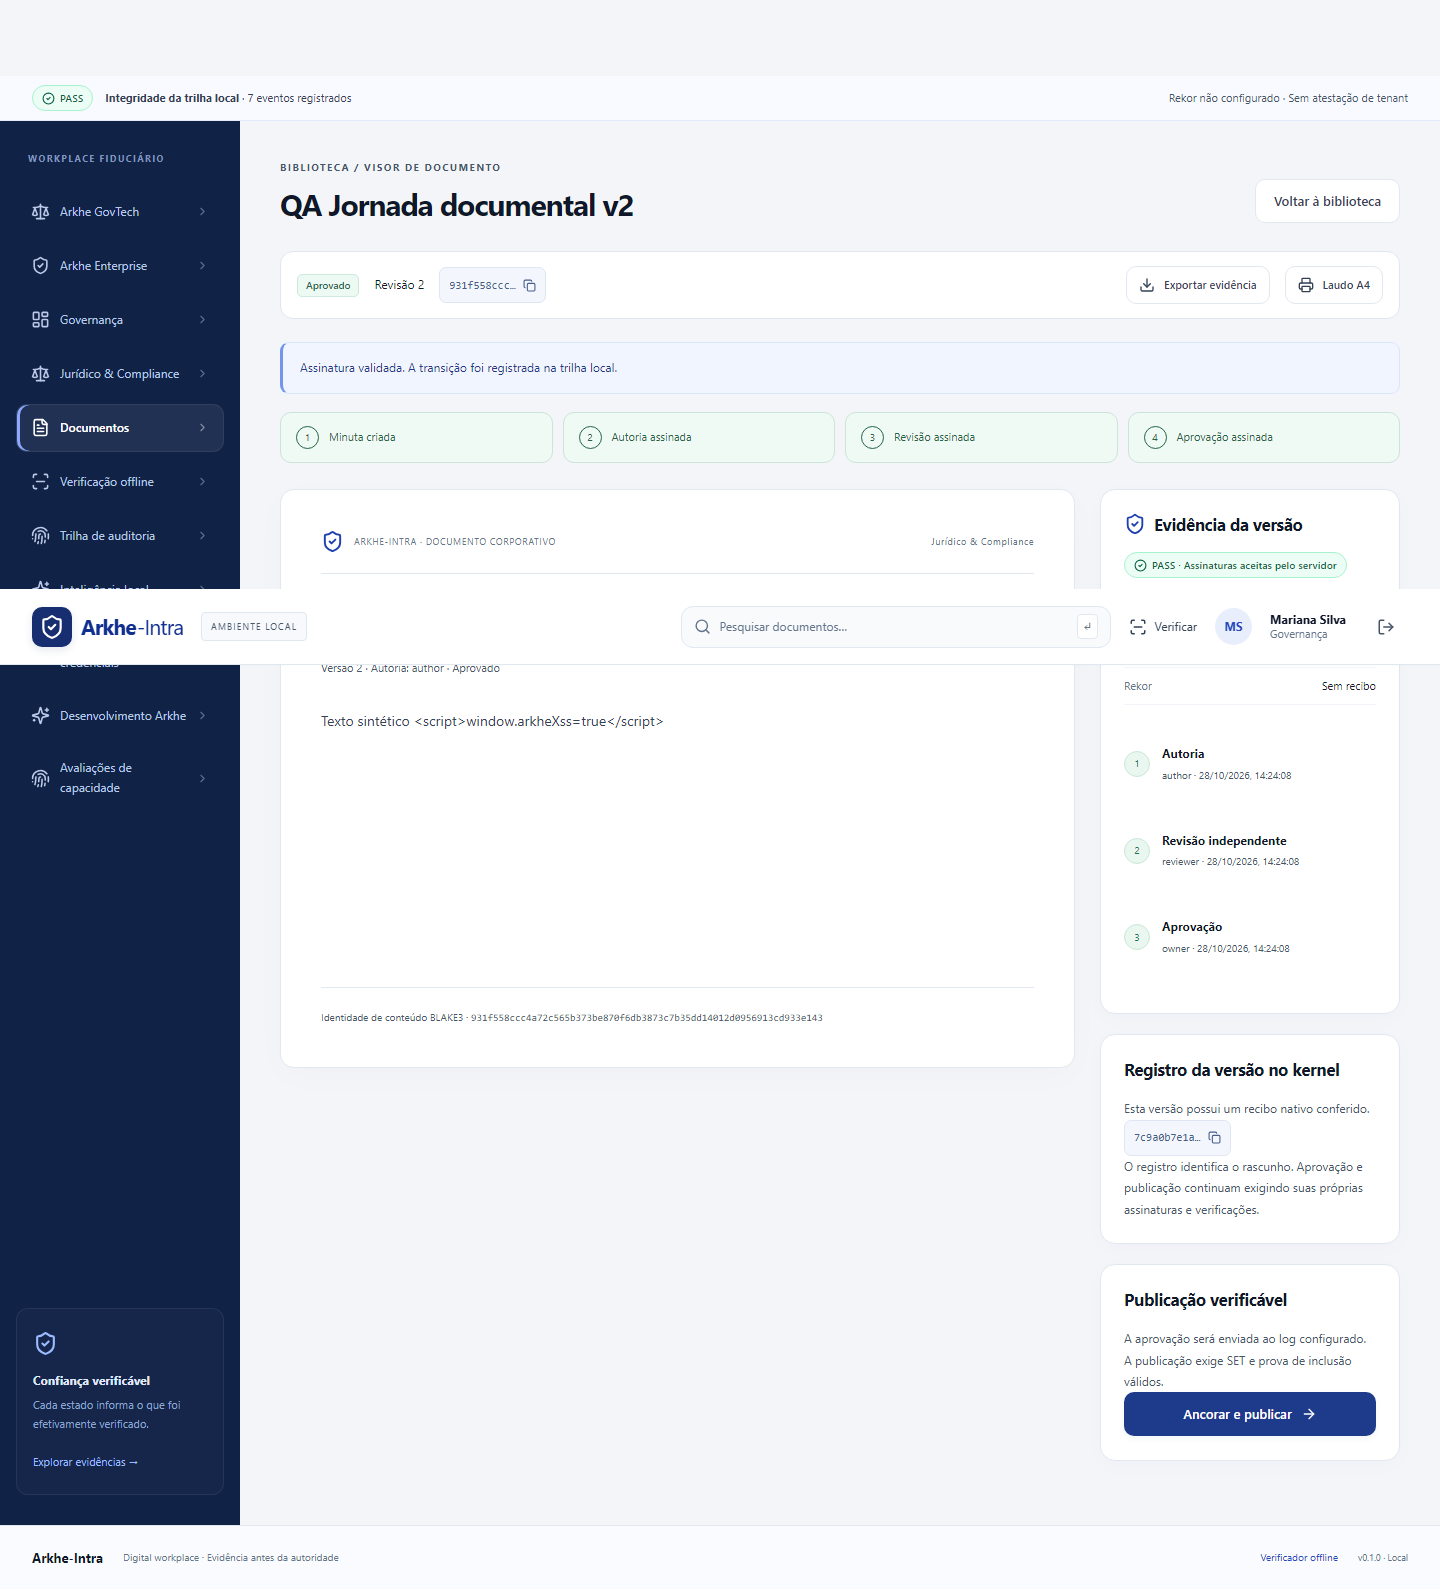 PASS
Integridade da trilha local · 7 eventos registrados
Rekor não configurado · Sem atestação de tenant
WORKPLACE FIDUCIÁRIO
Arkhe GovTech
Arkhe Enterprise
Governança
Jurídico & Compliance
Documentos
Verificação offline
Trilha de auditoria
Inteligência local
credenciais
Desenvolvimento Arkhe
Avaliações de
capacidade
Confiança verificável
Cada estado informa o que foi
efetivamente verificado.
Explorar evidências →
BIBLIOTECA / VISOR DE DOCUMENTO
QA Jornada documental v2
Voltar à biblioteca
Aprovado
Revisão 2
931f558ccc…
Exportar evidência
Laudo A4
Assinatura validada. A transição foi registrada na trilha local.
1 Minuta criada
2 Autoria assinada
3 Revisão assinada
4 Aprovação assinada
ARKHE-INTRA · DOCUMENTO CORPORATIVO
Jurídico & Compliance
Arkhe-Intra
AMBIENTE LOCAL
Pesquisar documentos...
↵
Verificar
MS
Mariana Silva
Governança
Versão 2 · Autoria: author · Aprovado
Texto sintético <script>window.arkheXss=true</script>
Identidade de conteúdo BLAKE3 · 931f558ccc4a72c565b373be870f6db3873c7b35dd14012d0956913cd933e143
Evidência da versão
PASS · Assinaturas aceitas pelo servidor
Rekor
Sem recibo
1
Autoria
author · 28/10/2026, 14:24:08
2
Revisão independente
reviewer · 28/10/2026, 14:24:08
3
Aprovação
owner · 28/10/2026, 14:24:08
Registro da versão no kernel
Esta versão possui um recibo nativo conferido.
7c9a0b7e1a…
O registro identifica o rascunho. Aprovação e
publicação continuam exigindo suas próprias
assinaturas e verificações.
Publicação verificável
A aprovação será enviada ao log configurado.
A publicação exige SET e prova de inclusão
válidos.
Ancorar e publicar
Arkhe-Intra
Digital workplace · Evidência antes da autoridade
Verificador offline
v0.1.0 · Local